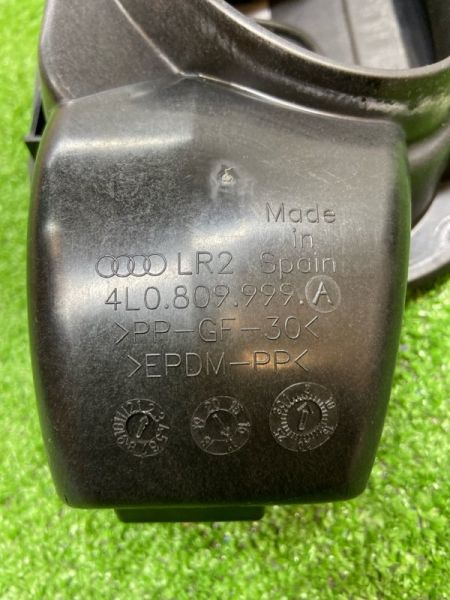 Made
in
LR2 Spain
4L0.809.999.A
>PP-GF-30<
>EPDM-PP<